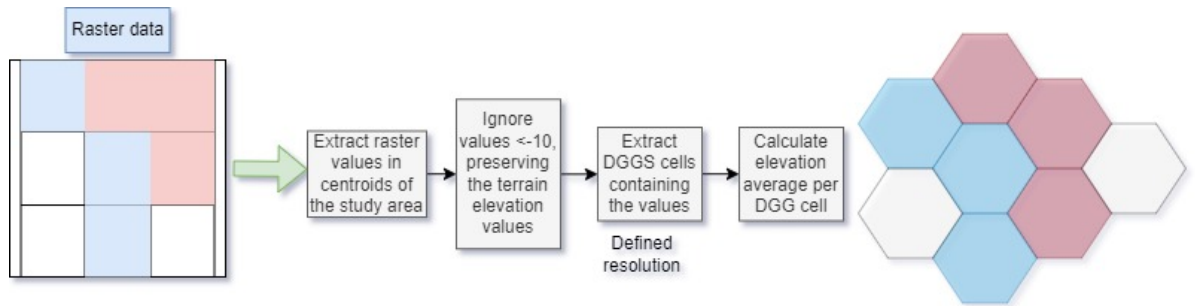 Raster data
Extract raster
values in
centroids of
the study area
Ignore
values <-10,
preserving
the terrain
elevation
values
Extract
DGGS cells
containing
the values
Defined
resolution
Calculate
elevation
average per
DGG cell